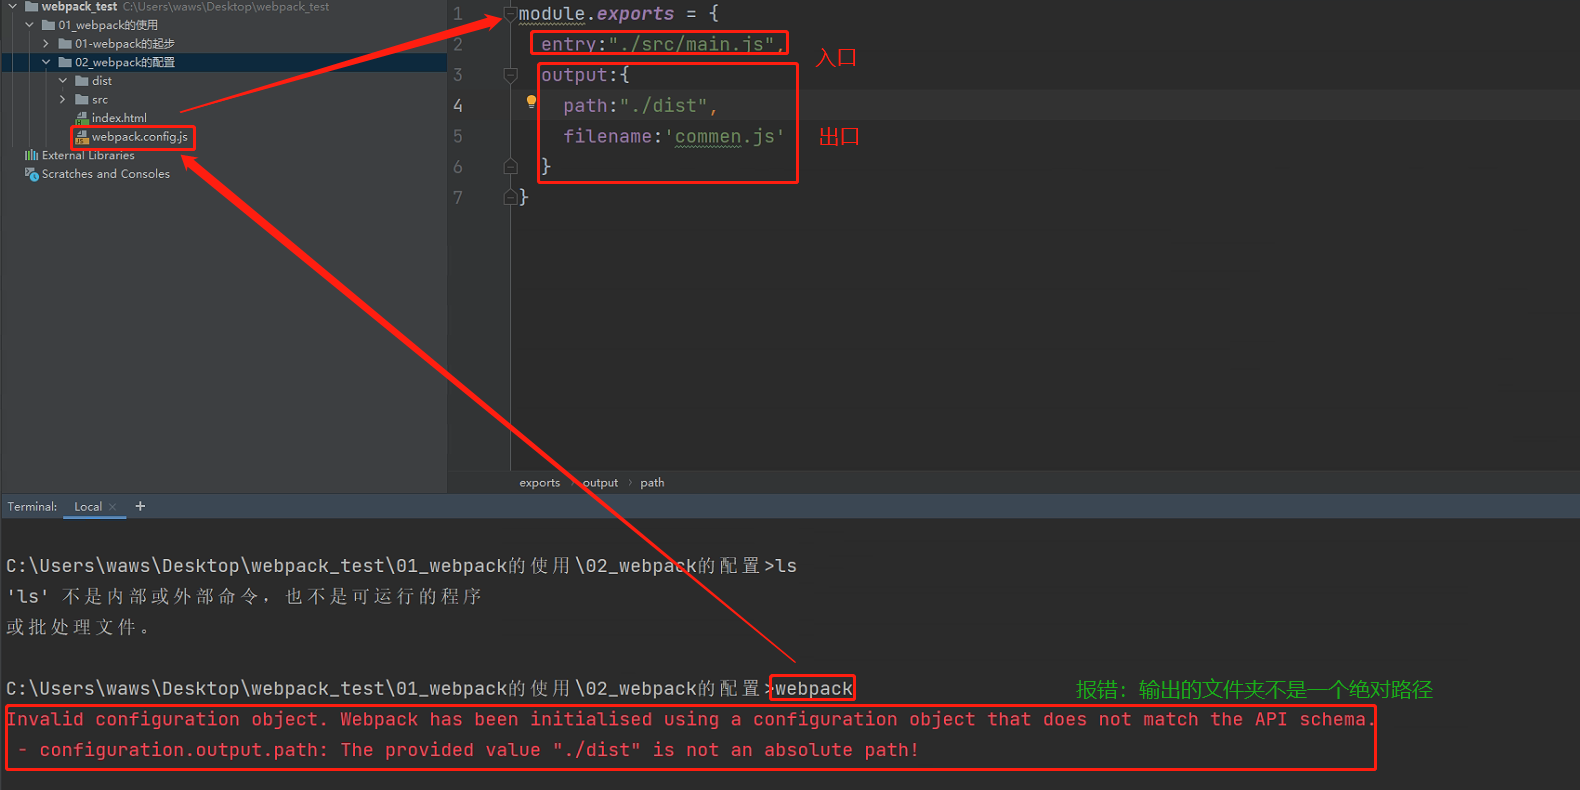 webpack_test C:\Users\waws\Desktop\webpack_test
01_webpack的使用
01-webpack的起步
02_webpack的配置
dist
src
index.html
webpack.config.js
External Libraries
Scratches and Consoles
1 module.exports = {
2 entry:"./src/main.js",
入口
3 output:{
4 path:"./dist",
5 filename:'commen.js'
出口
6 }
7 }
exports › output › path
Terminal: Local × +
C:\Users\waws\Desktop\webpack_test\01_webpack的使用\02_webpack的配置>ls
'ls' 不是内部或外部命令，也不是可运行的程序
或批处理文件。
C:\Users\waws\Desktop\webpack_test\01_webpack的使用\02_webpack的配置>webpack
报错：输出的文件夹不是一个绝对路径
Invalid configuration object. Webpack has been initialised using a configuration object that does not match the API schema.
- configuration.output.path: The provided value "./dist" is not an absolute path!